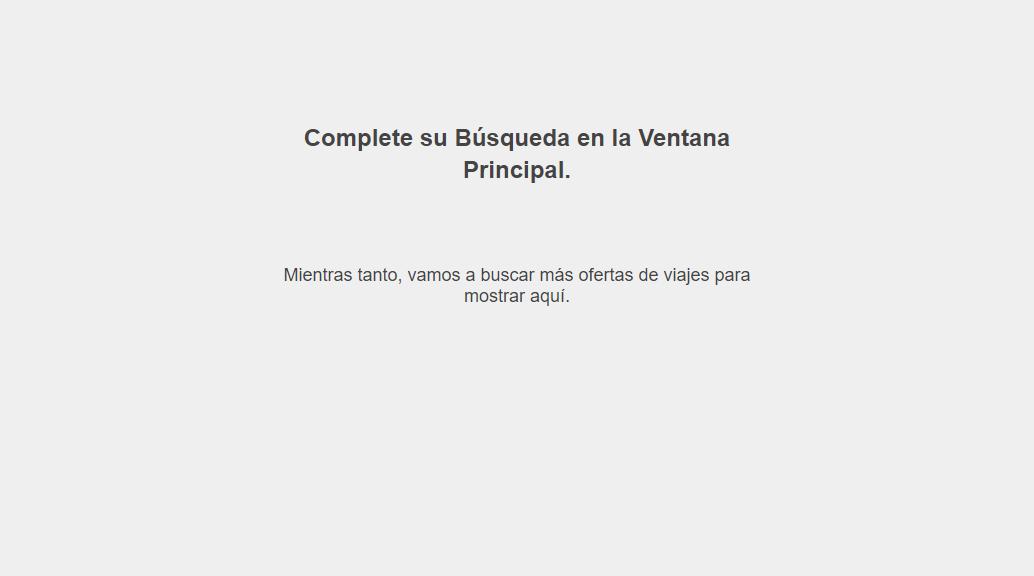 Complete su Búsqueda en la Ventana
Principal.
Mientras tanto, vamos a buscar más ofertas de viajes para
mostrar aquí.